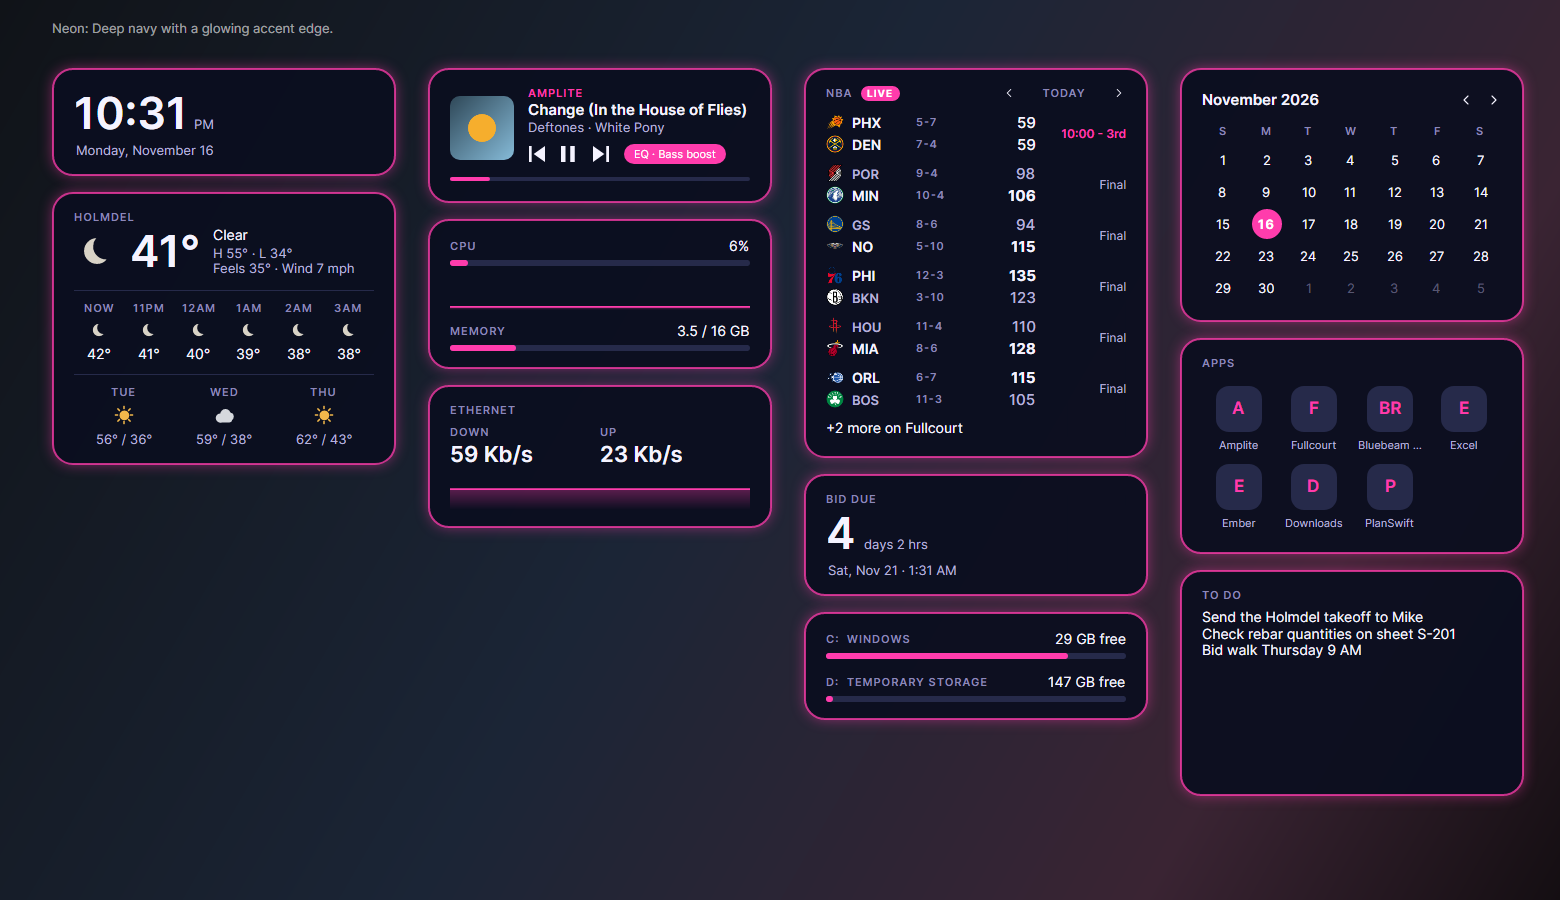 Neon: Deep navy with a glowing accent edge.
10:31 PM
Monday, November 16
HOLMDEL
41°
Clear
H 55° · L 34°
Feels 35° · Wind 7 mph
NOW 11PM 12AM 1AM 2AM 3AM
42° 41° 40° 39° 38° 38°
TUE WED THU
56° / 36° 59° / 38° 62° / 43°
AMPLITE
Change (In the House of Flies)
Deftones · White Pony
EQ · Bass boost
CPU 6%
MEMORY 3.5 / 16 GB
ETHERNET
DOWN UP
59 Kb/s 23 Kb/s
NBA LIVE TODAY
PHX 5-7 59
10:00 - 3rd
DEN 7-4 59
POR 9-4 98
Final
MIN 10-4 106
GS 8-6 94
Final
NO 5-10 115
PHI 12-3 135
Final
BKN 3-10 123
HOU 11-4 110
Final
MIA 8-6 128
ORL 6-7 115
Final
BOS 11-3 105
+2 more on Fullcourt
BID DUE
4 days 2 hrs
Sat, Nov 21 · 1:31 AM
C: WINDOWS 29 GB free
D: TEMPORARY STORAGE 147 GB free
November 2026
S M T W T F S
1 2 3 4 5 6 7
8 9 10 11 12 13 14
15 16 17 18 19 20 21
22 23 24 25 26 27 28
29 30 1 2 3 4 5
APPS
A F BR E
Amplite Fullcourt Bluebeam ... Excel
E D P
Ember Downloads PlanSwift
TO DO
Send the Holmdel takeoff to Mike
Check rebar quantities on sheet S-201
Bid walk Thursday 9 AM